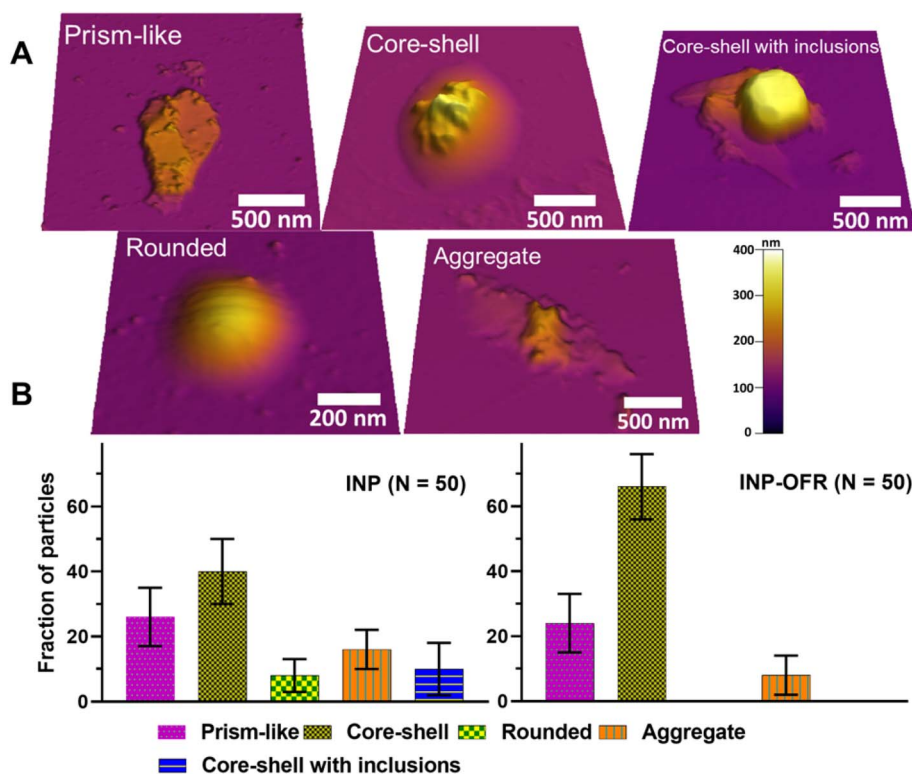 A
Prism-like
500 nm
Core-shell
500 nm
Core-shell with inclusions
500 nm
Rounded
200 nm
Aggregate
500 nm
nm
400
300
200
100
0
B
Fraction of particles
60
40
20
0
INP (N = 50)
60
40
20
0
INP-OFR (N = 50)
Prism-like Core-shell Rounded Aggregate
Core-shell with inclusions